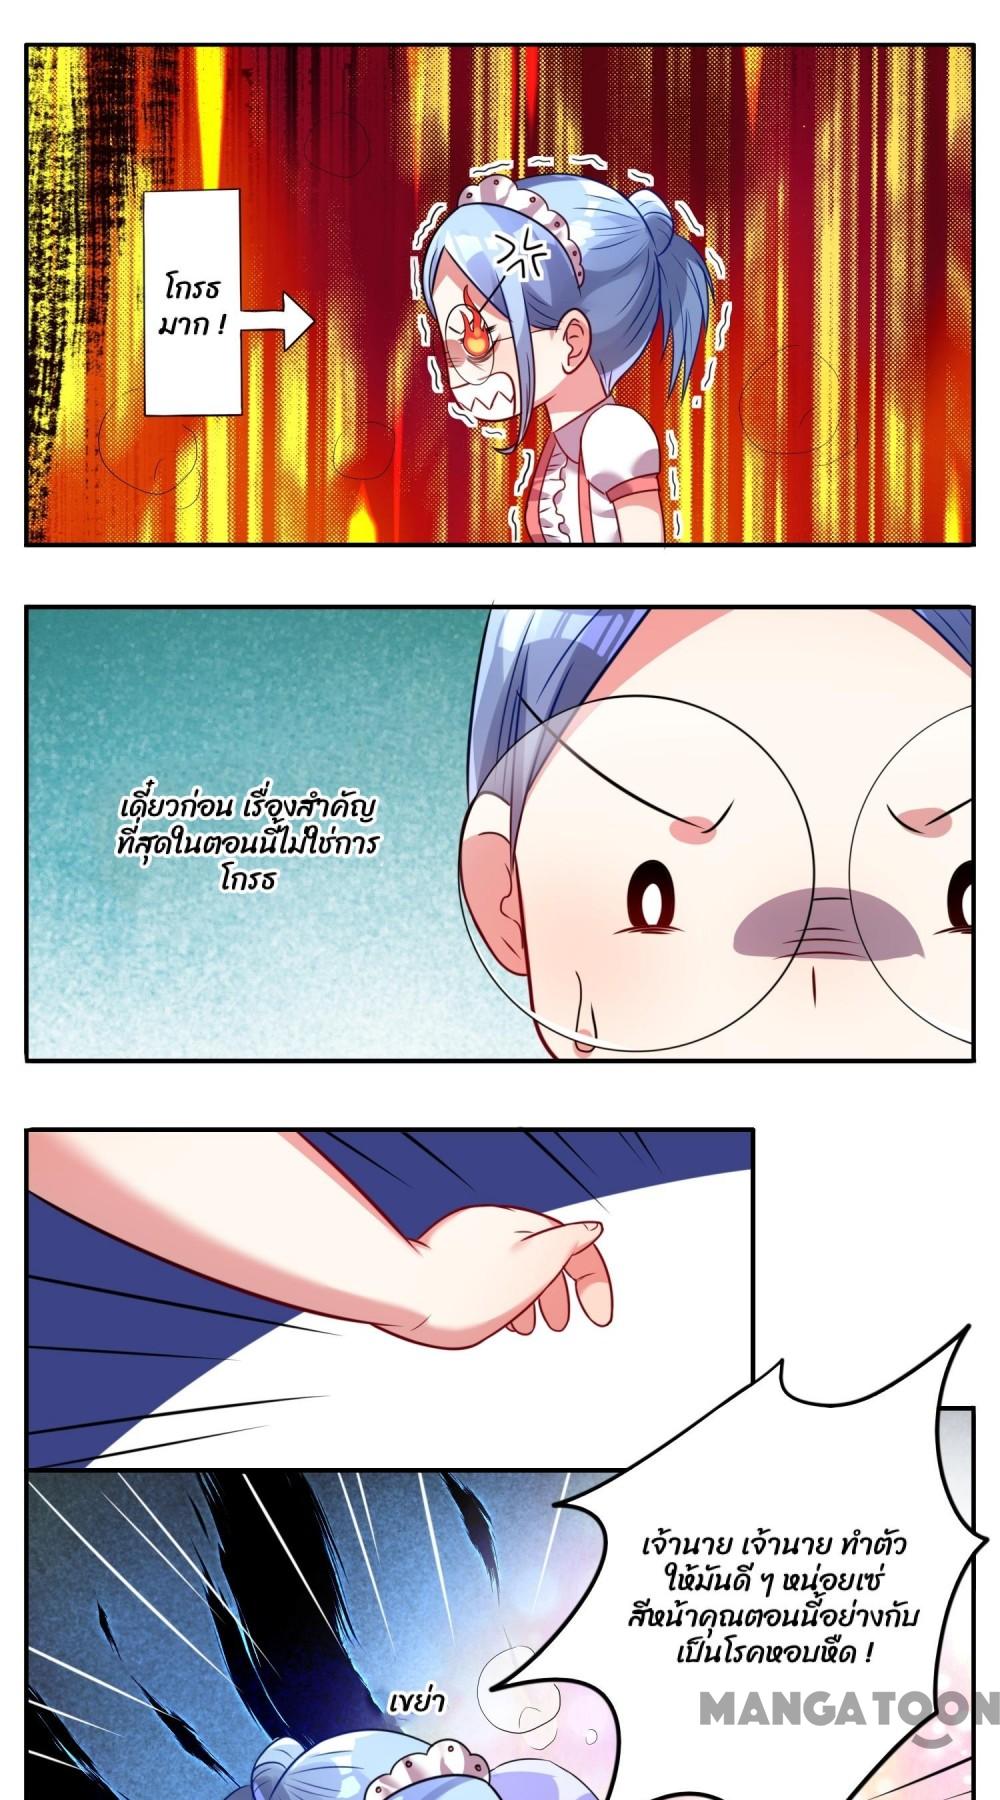 โกรธ
มาก !
เดี๋ยวก่อน เรื่องสำคัญ
ที่สุดในตอนนี้ไม่ใช่การ
โกรธ
เจ้านาย เจ้านาย ทำตัว
ให้มันดี ๆ หน่อยเซ่
สีหน้าคุณตอนนี้อย่างกับ
เป็นโรคหอบหืด !
เขย่า
MANGATOON